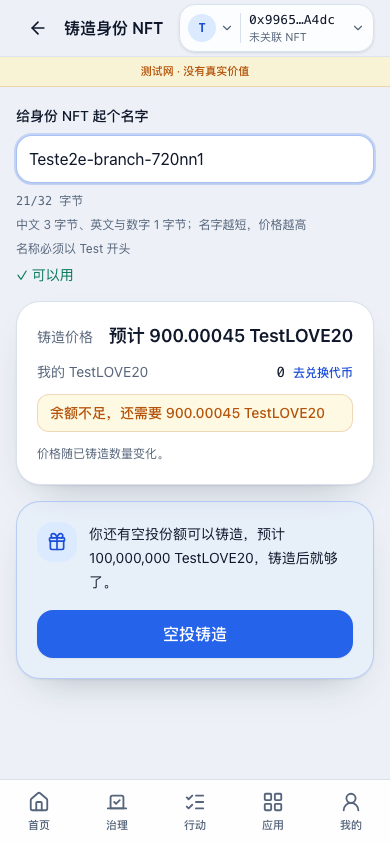 铸造身份 NFT
T
0x9965…A4dc
未关联 NFT
测试网 · 没有真实价值
给身份 NFT 起个名字
Teste2e-branch-720nn1
21/32 字节
中文 3 字节、英文与数字 1 字节；名字越短，价格越高
名称必须以 Test 开头
✓ 可以用
铸造价格 预计 900.00045 TestLOVE20
我的 TestLOVE20 0 去兑换代币
余额不足，还需要 900.00045 TestLOVE20
价格随已铸造数量变化。
你还有空投份额可以铸造，预计
100,000,000 TestLOVE20，铸造后就够
了。
空投铸造
首页 治理 行动 应用 我的